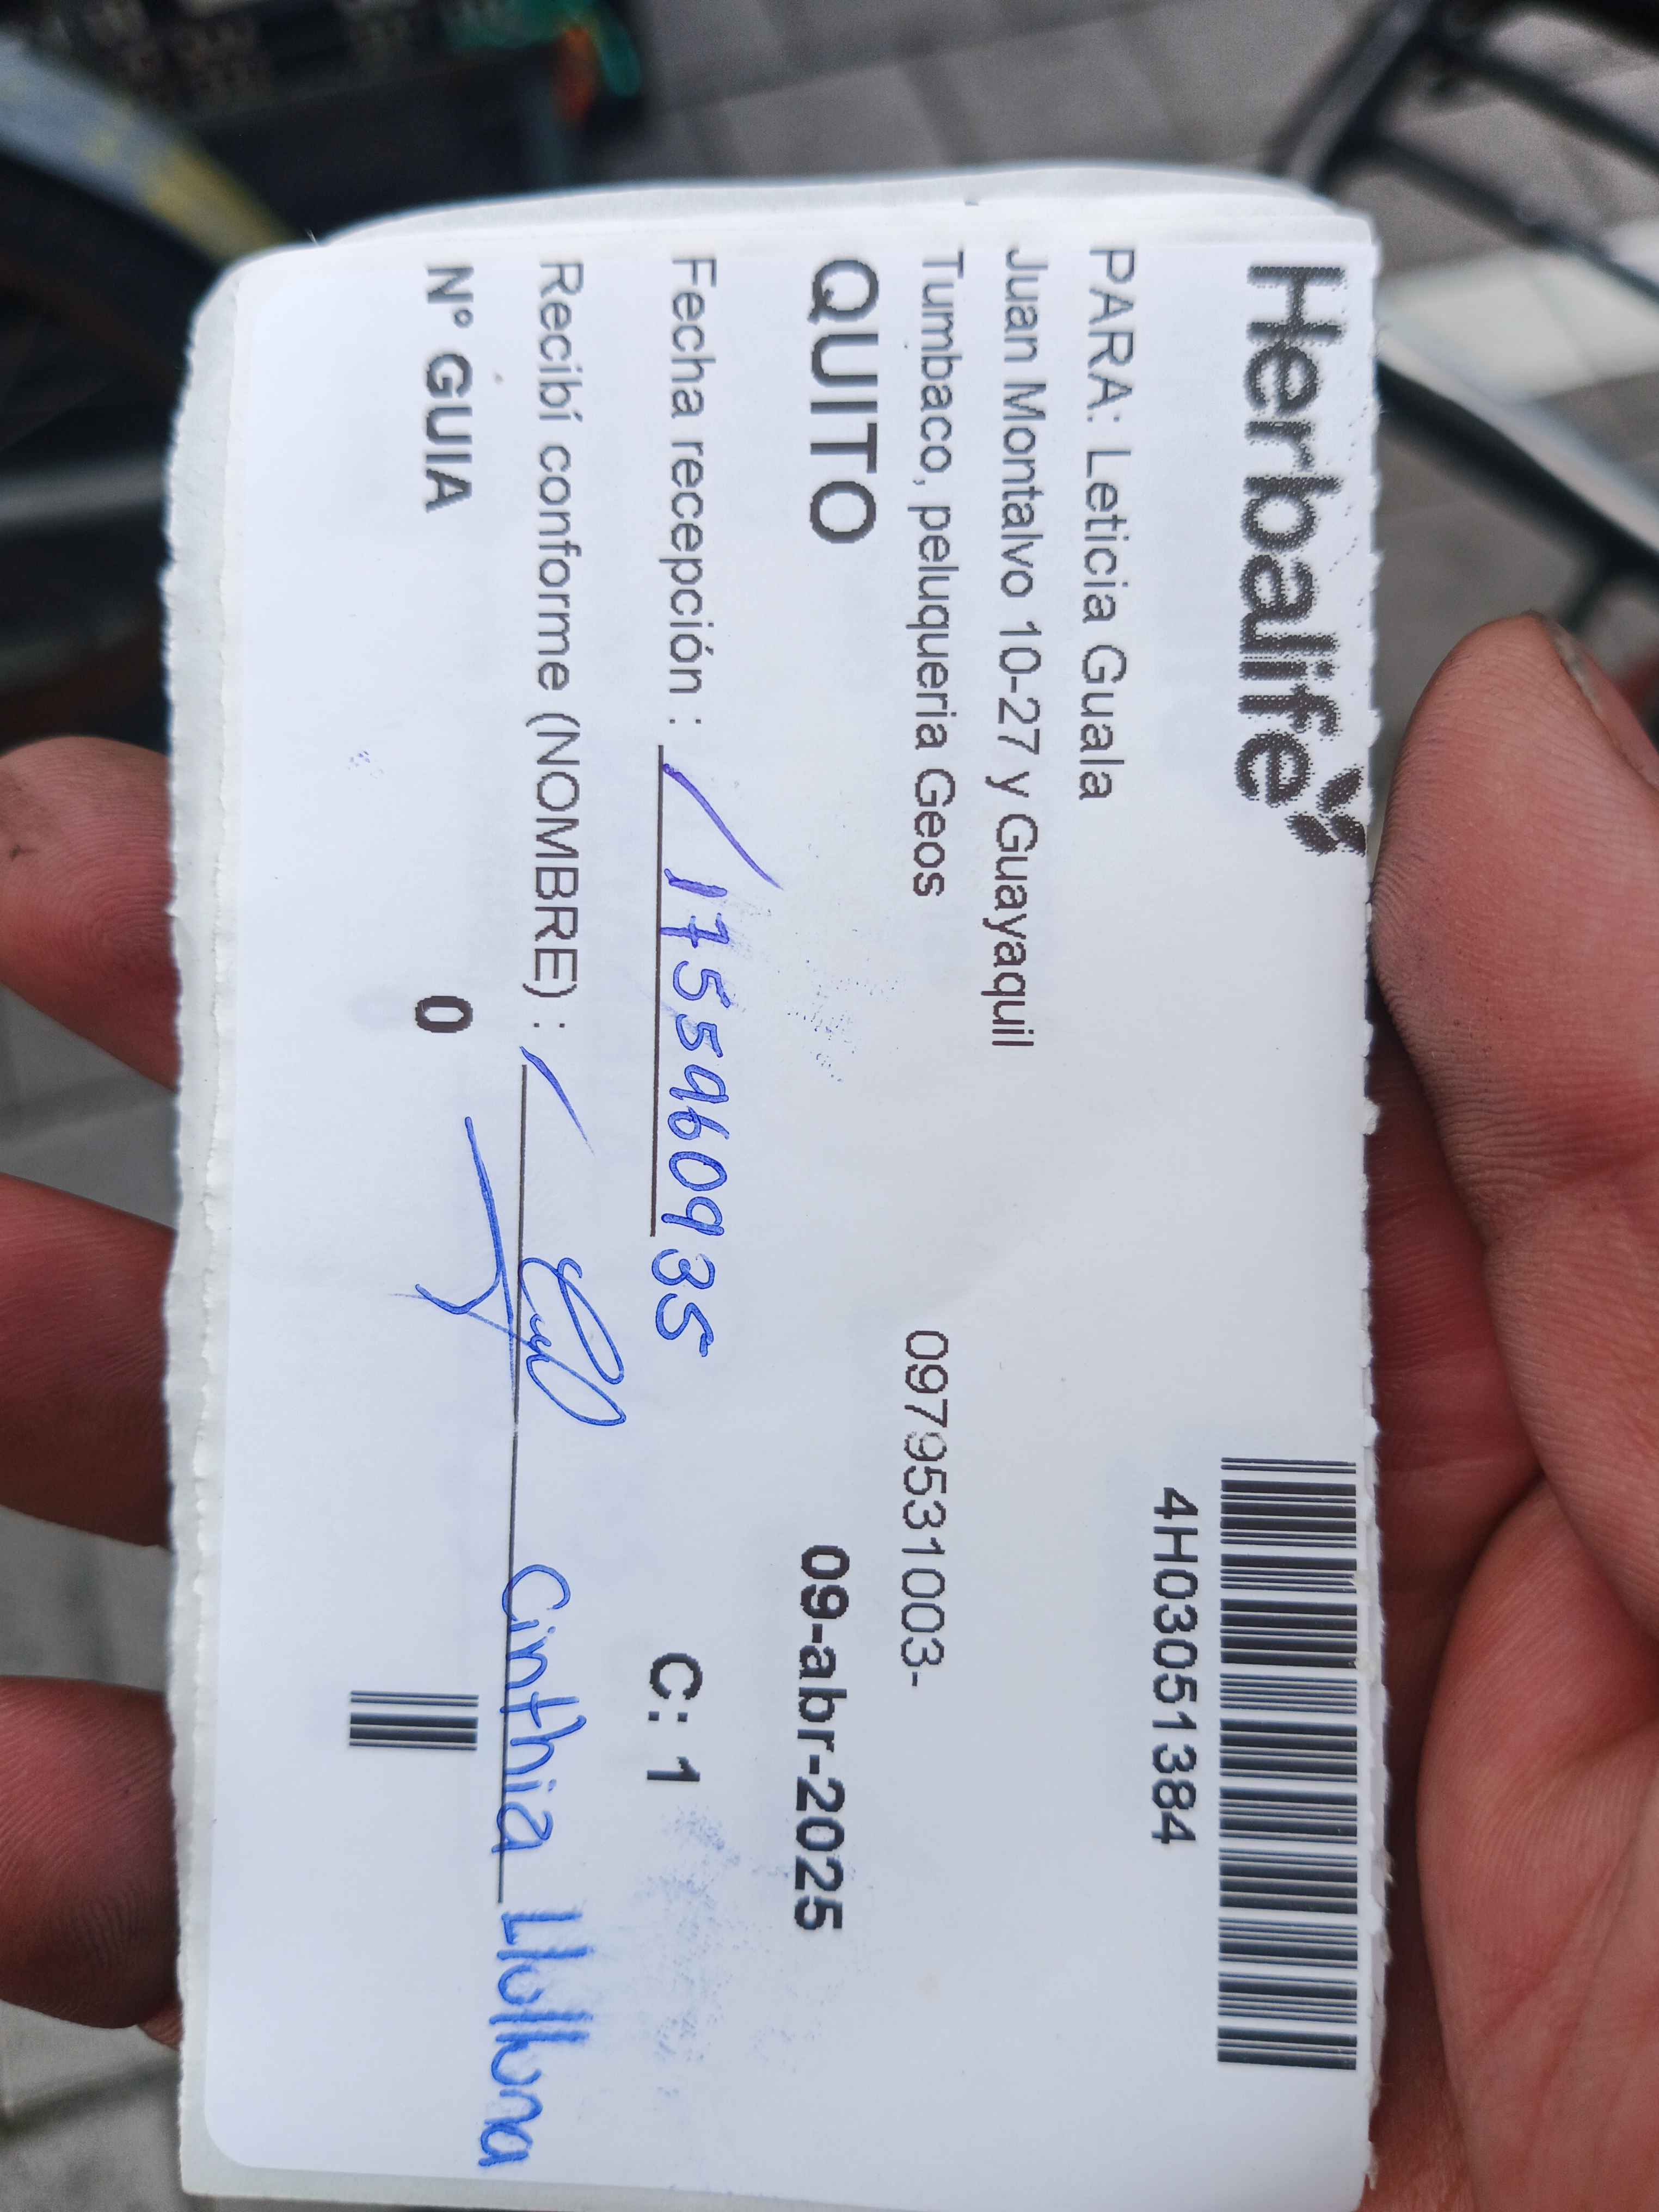 Herbalife
4H03051384
PARA: Leticia Guala
Juan Montalvo 10-27 y Guayaquil
Tumbaco, peluqueria Geos 0979531003-
QUITO 09-abr-2025
Fecha recepción : 1755960935 C: 1
Recibí conforme (NOMBRE) : Cinthia
N° GUIA 0